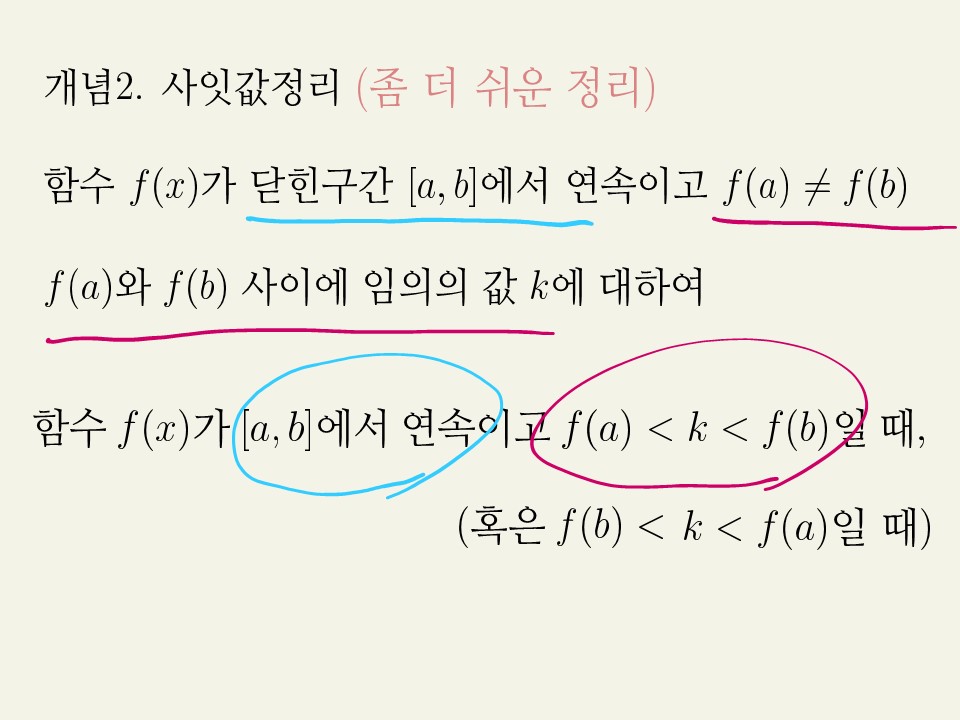 개념2. 사잇값정리 (좀 더 쉬운 정리)
함수 f(x)가 닫힌구간 [a, b]에서 연속이고 f(a) ≠ f(b)
f(a)와 f(b) 사이에 임의의 값 k에 대하여
함수 f(x)가 [a, b]에서 연속이고 f(a) < k < f(b)일 때,
(혹은 f(b) < k < f(a)일 때)